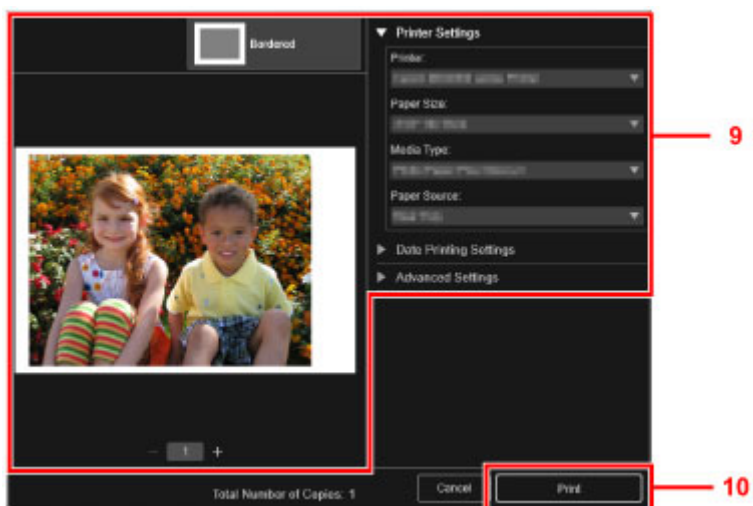 Bordered
▼ Printer Settings
Printer:
Paper Size:
Media Type:
Paper Source:
▶ Date Printing Settings
▶ Advanced Settings
9
− 1 +
Total Number of Copies: 1
Cancel
Print
10